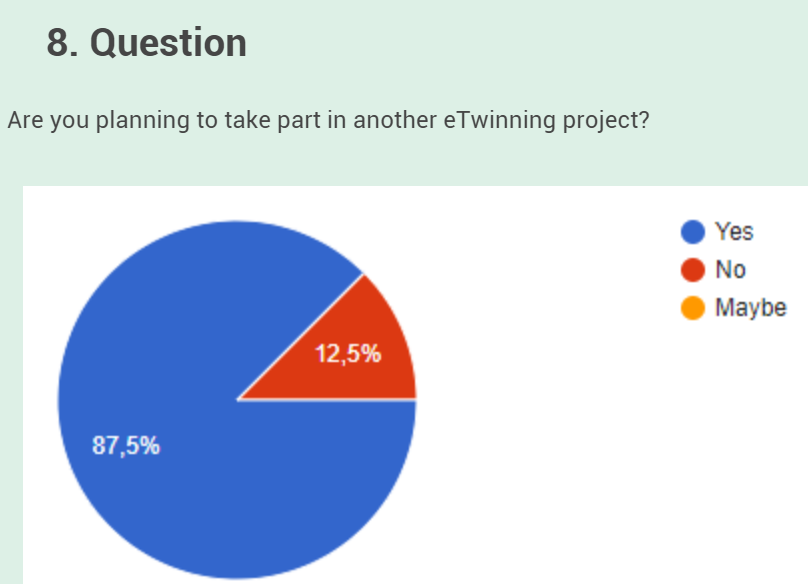 8. Question
Are you planning to take part in another eTwinning project?
Yes
No
Maybe
12,5%
87,5%